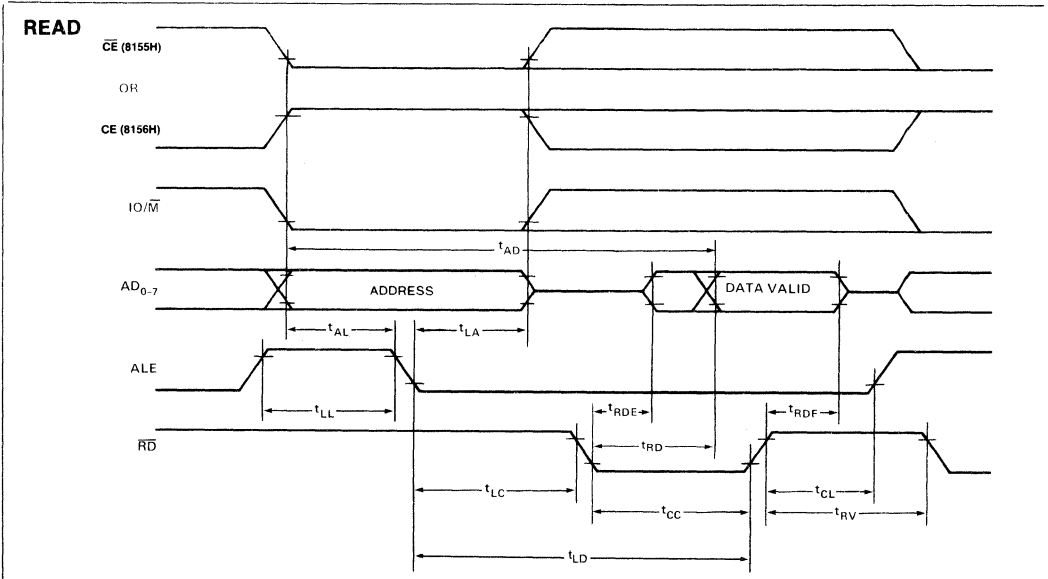 READ
CE (8155H)
OR
CE (8156H)
IO/M
tAD
AD0-7
ADDRESS
DATA VALID
tAL
tLA
ALE
tLL
tRDE
tRDF
RD
tRD
tLC
tCL
tCC
tRV
tLD